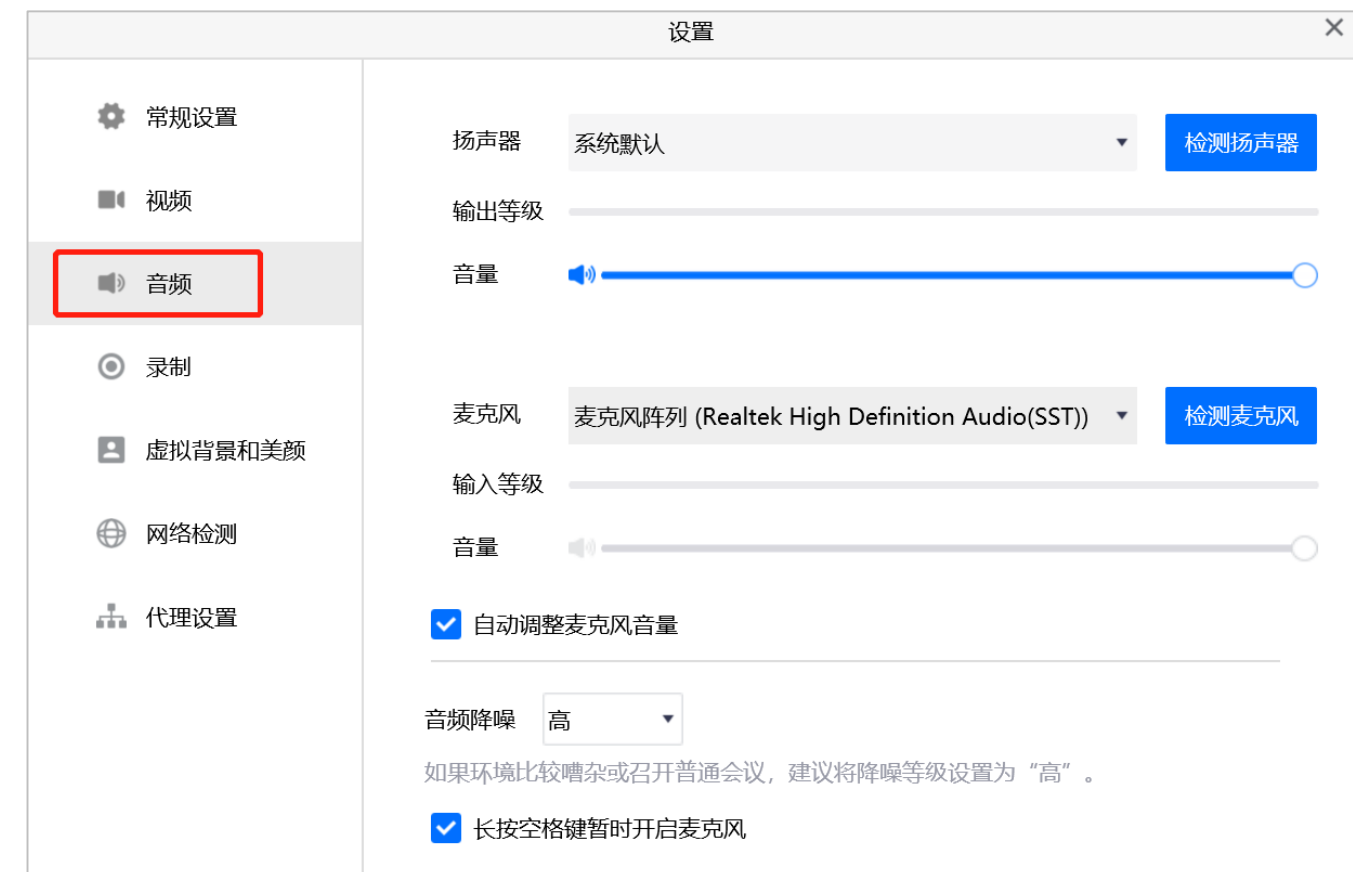 设置
常规设置
视频
音频
录制
虚拟背景和美颜
网络检测
代理设置
扬声器 系统默认 检测扬声器
输出等级
音量
麦克风 麦克风阵列 (Realtek High Definition Audio(SST)) 检测麦克风
输入等级
音量
自动调整麦克风音量
音频降噪 高
如果环境比较嘈杂或召开普通会议，建议将降噪等级设置为“高”。
长按空格键暂时开启麦克风